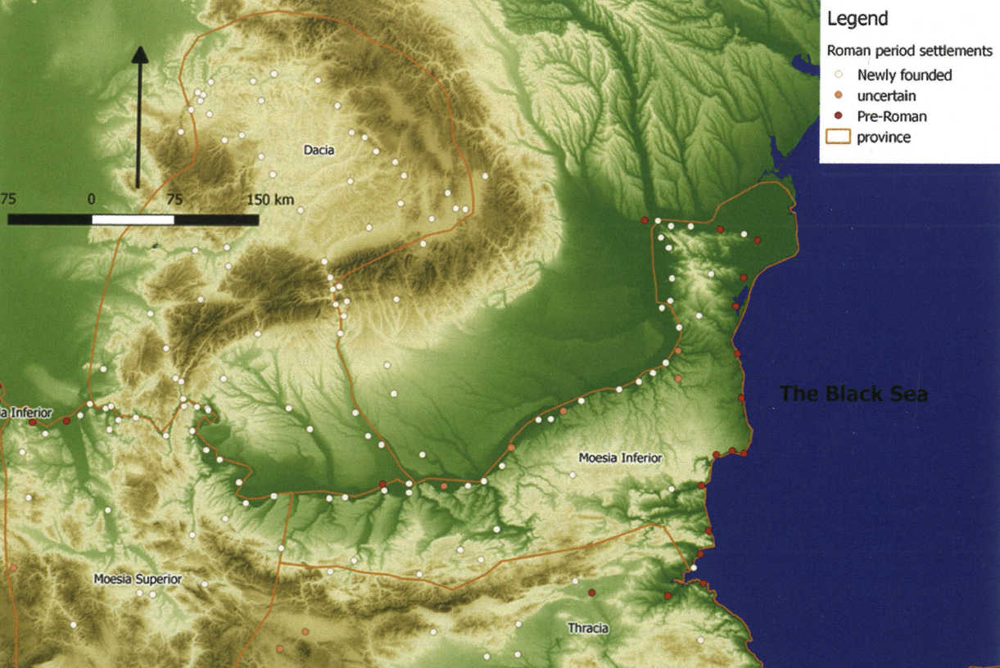 Legend
Roman period settlements
Newly founded
uncertain
Pre-Roman
province
Dacia
75 0 75 150 km
The Black Sea
a Inferior
Moesia Inferior
Moesia Superior
Thracia